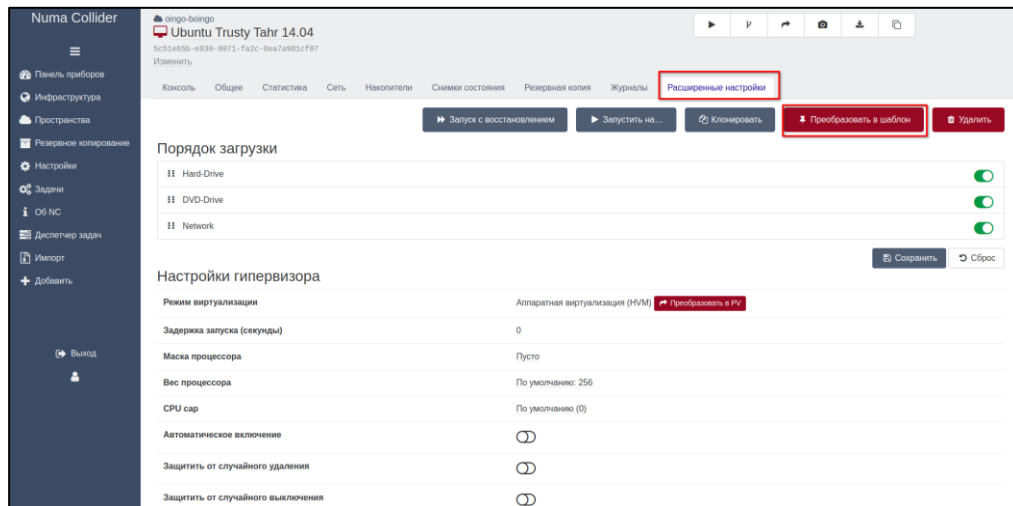 Numa Collider
oingo-boingo
Ubuntu Trusty Tahr 14.04
5c51e65b-e830-8071-fa2c-0ea7a981cf07
Изменить
Панель приборов
Инфраструктура
Пространства
Резервное копирование
Настройки
Задачи
Об NC
Диспетчер задач
Импорт
Добавить
Выход
Консоль Общее Статистика Сеть Накопители Снимки состояния Резервная копия Журналы Расширенные настройки
Запуск с восстановлением Запустить на... Клонировать Преобразовать в шаблон Удалить
Порядок загрузки
Hard-Drive
DVD-Drive
Network
Сохранить Сброс
Настройки гипервизора
Режим виртуализации Аппаратная виртуализация (HVM) Преобразовать в PV
Задержка запуска (секунды) 0
Маска процессора Пусто
Вес процессора По умолчанию: 256
CPU cap По умолчанию (0)
Автоматическое включение
Защитить от случайного удаления
Защитить от случайного выключения